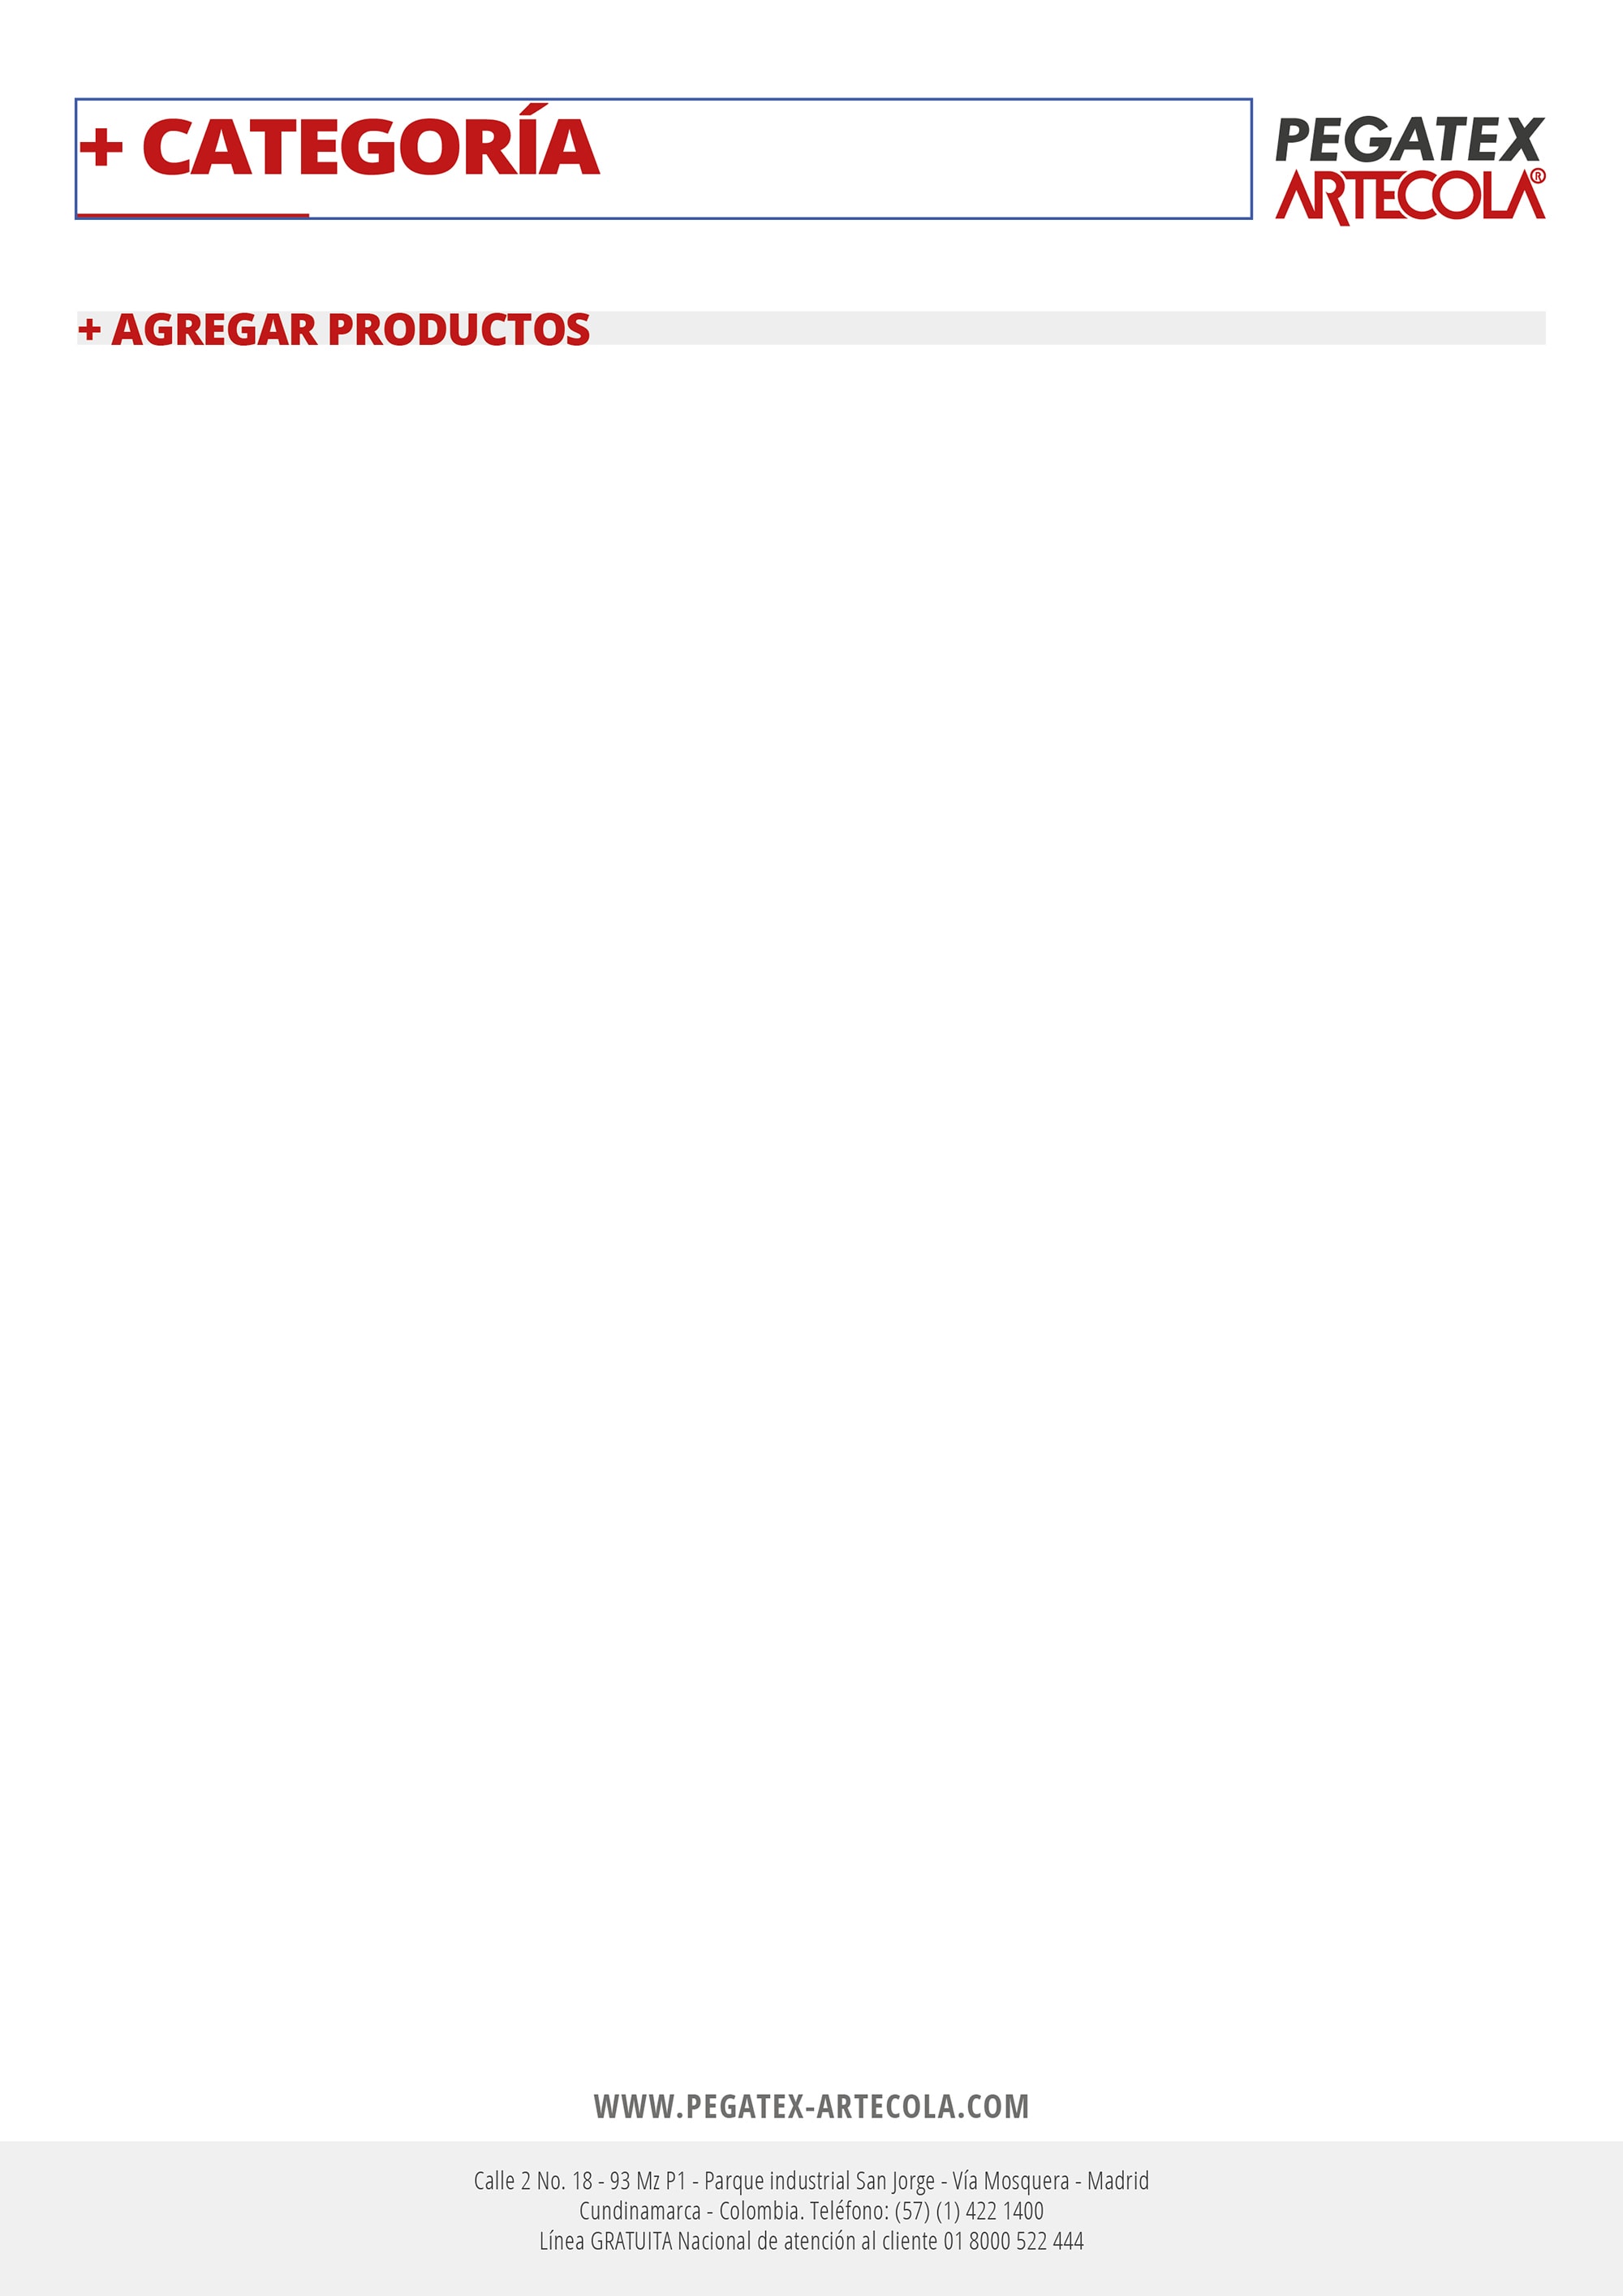 + CATEGORÍA
PEGATEX
ARTECOLA®
+ AGREGAR PRODUCTOS
WWW.PEGATEX-ARTECOLA.COM
Calle 2 No. 18 - 93 Mz P1 - Parque industrial San Jorge - Vía Mosquera - Madrid
Cundinamarca - Colombia. Teléfono: (57) (1) 422 1400
Línea GRATUITA Nacional de atención al cliente 01 8000 522 444